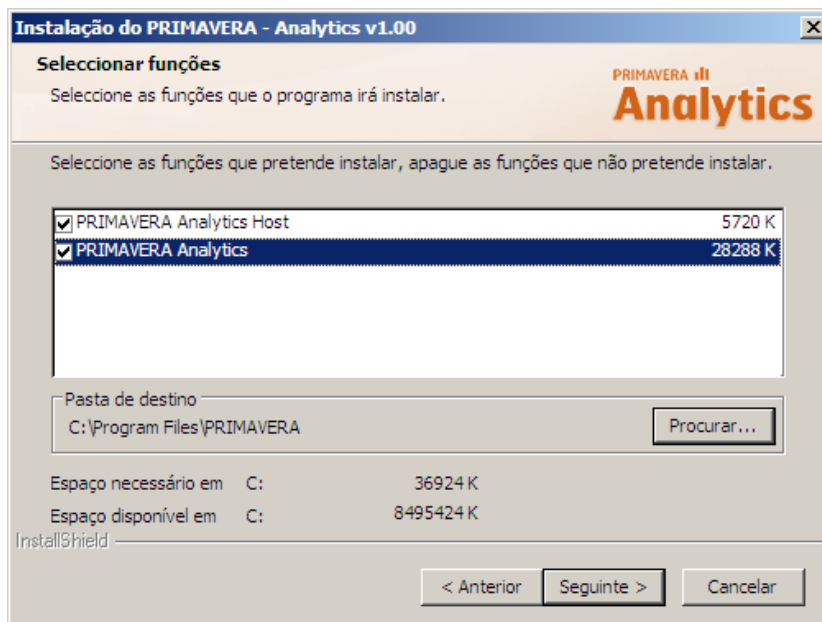 Instalação do PRIMAVERA - Analytics v1.00
Seleccionar funções
Seleccione as funções que o programa irá instalar.
PRIMAVERA
Analytics
Seleccione as funções que pretende instalar, apague as funções que não pretende instalar.
PRIMAVERA Analytics Host 5720 K
PRIMAVERA Analytics 28288 K
Pasta de destino
C:\Program Files\PRIMAVERA Procurar...
Espaço necessário em C: 36924 K
Espaço disponível em C: 8495424 K
InstallShield
< Anterior Seguinte > Cancelar